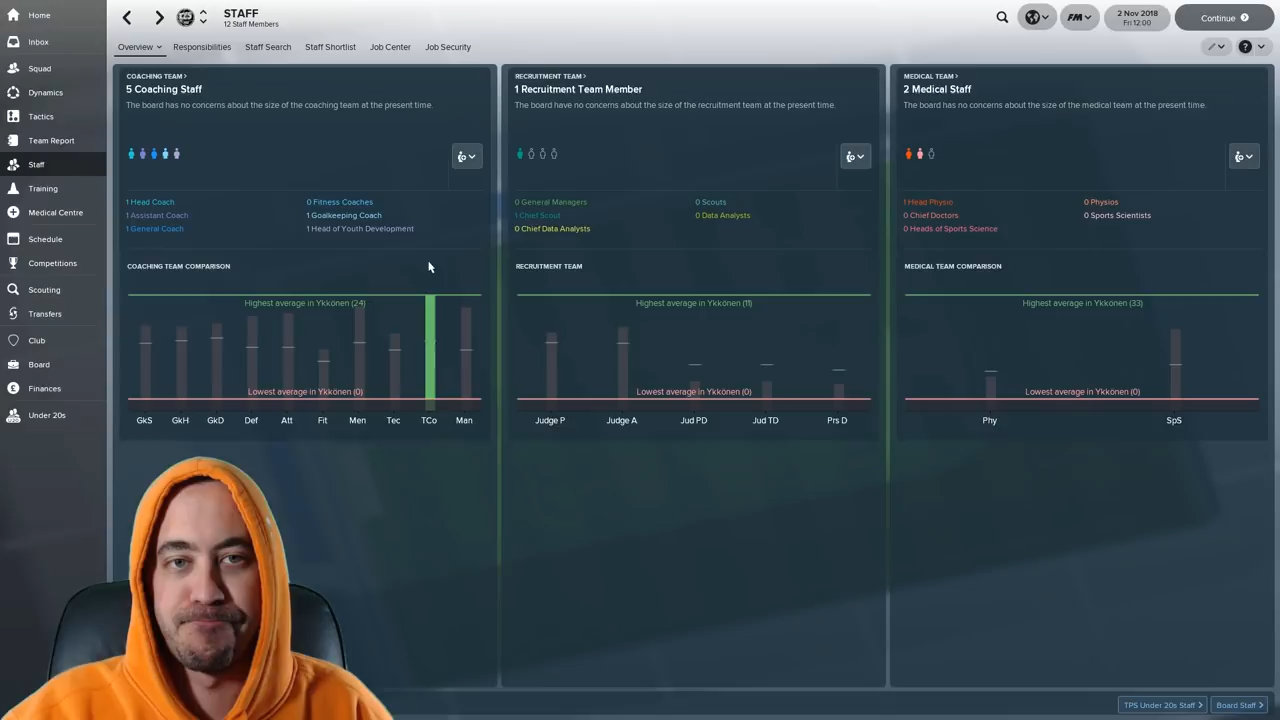 Home
Inbox
Squad
Dynamics
Tactics
Team Report
Staff
Training
Medical Centre
Schedule
Competitions
Scouting
Transfers
Club
Board
Finances
Under 20s
STAFF
12 Staff Members
FM
2 Nov 2018
Fri 12:00
Continue
Overview
Responsibilities
Staff Search
Staff Shortlist
Job Center
Job Security
?
COACHING TEAM >
5 Coaching Staff
The board has no concerns about the size of the coaching team at the present time.
1 Head Coach
0 Fitness Coaches
1 Assistant Coach
1 Goalkeeping Coach
1 General Coach
1 Head of Youth Development
COACHING TEAM COMPARISON
Highest average in Ykkönen (24)
Lowest average in Ykkönen (0)
GkS GkH GkD Def Att Fit Men Tec TCo Man
RECRUITMENT TEAM >
1 Recruitment Team Member
The board have no concerns about the size of the recruitment team at the present time.
0 General Managers
0 Scouts
1 Chief Scout
0 Data Analysts
0 Chief Data Analysts
RECRUITMENT TEAM
Highest average in Ykkönen (11)
Lowest average in Ykkönen (0)
Judge P Judge A Jud PD Jud TD Prs D
MEDICAL TEAM >
2 Medical Staff
The board has no concerns about the size of the medical team at the present time.
1 Head Physio
0 Physios
0 Chief Doctors
0 Sports Scientists
0 Heads of Sports Science
MEDICAL TEAM COMPARISON
Highest average in Ykkönen (33)
Lowest average in Ykkönen (0)
Phy SpS
TPS Under 20s Staff >
Board Staff >